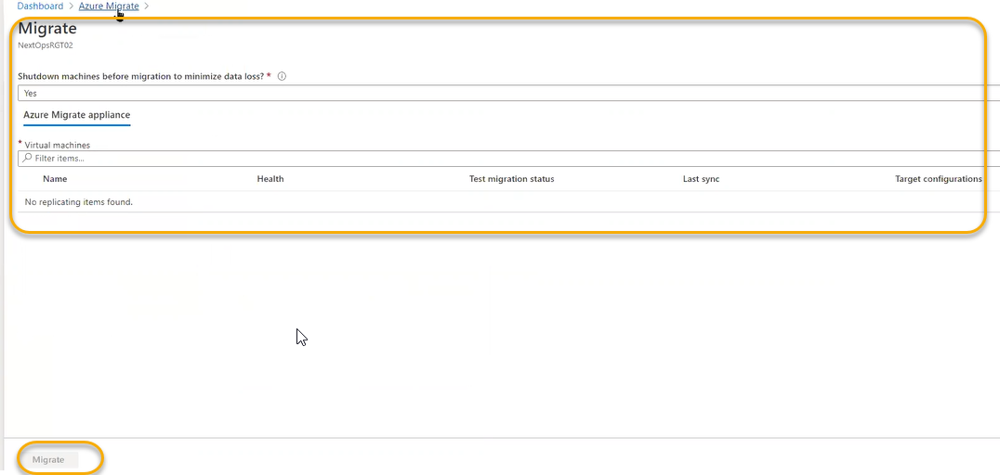 Dashboard > Azure Migrate >
Migrate
NextOpsRGT02
Shutdown machines before migration to minimize data loss? *
Yes
Azure Migrate appliance
* Virtual machines
Filter items...
Name Health Test migration status Last sync Target configurations
No replicating items found.
Migrate